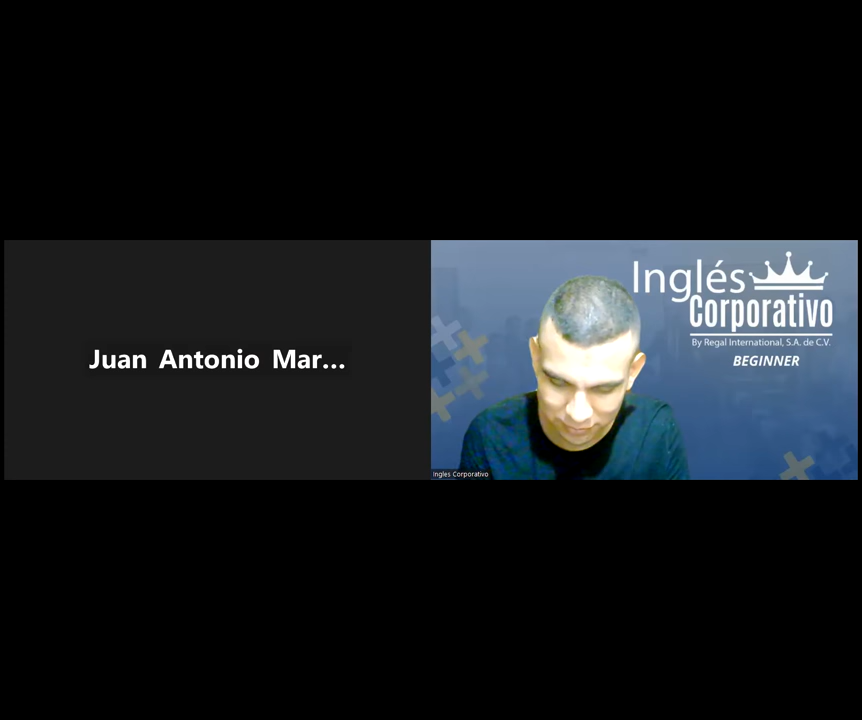 Juan Antonio Mar...
Inglés
Corporativo
By Regal International, S.A. de C.V.
BEGINNER
Ingles Corporativo